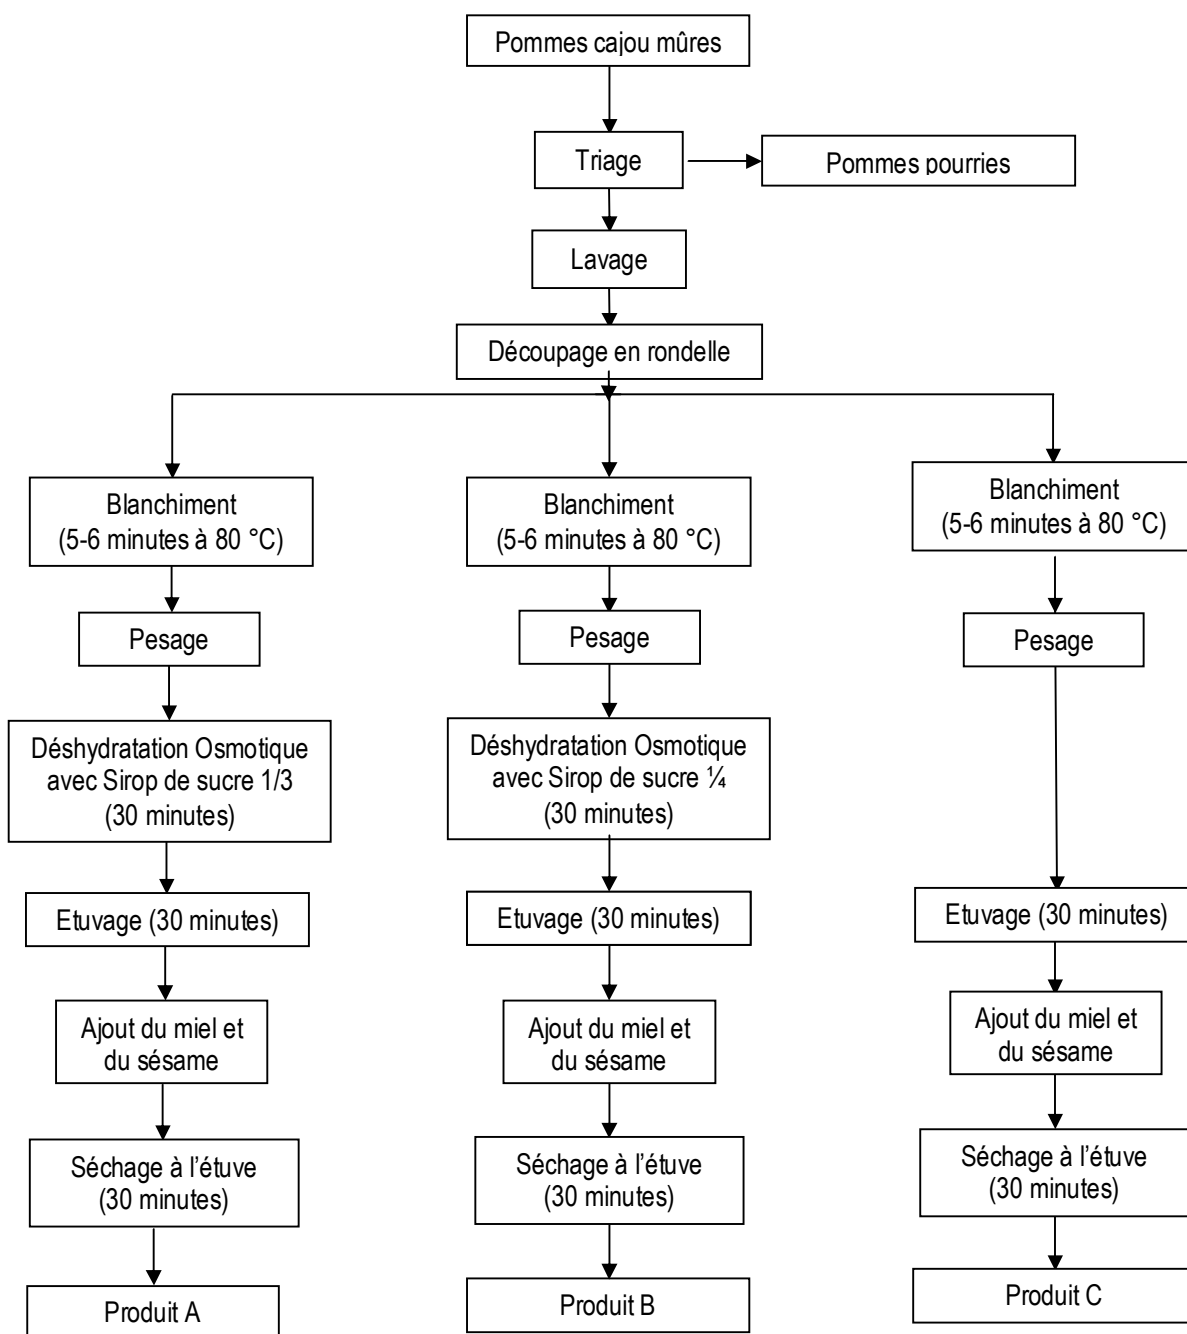 Pommes cajou mûres
Triage
Pommes pourries
Lavage
Découpage en rondelle
Blanchiment
(5-6 minutes à 80 °C)
Pesage
Déshydratation Osmotique
avec Sirop de sucre 1/3
(30 minutes)
Etuvage (30 minutes)
Ajout du miel et
du sésame
Séchage à l’étuve
(30 minutes)
Produit A
Blanchiment
(5-6 minutes à 80 °C)
Pesage
Déshydratation Osmotique
avec Sirop de sucre ¼
(30 minutes)
Etuvage (30 minutes)
Ajout du miel et
du sésame
Séchage à l’étuve
(30 minutes)
Produit B
Blanchiment
(5-6 minutes à 80 °C)
Pesage
Etuvage (30 minutes)
Ajout du miel et
du sésame
Séchage à l’étuve
(30 minutes)
Produit C